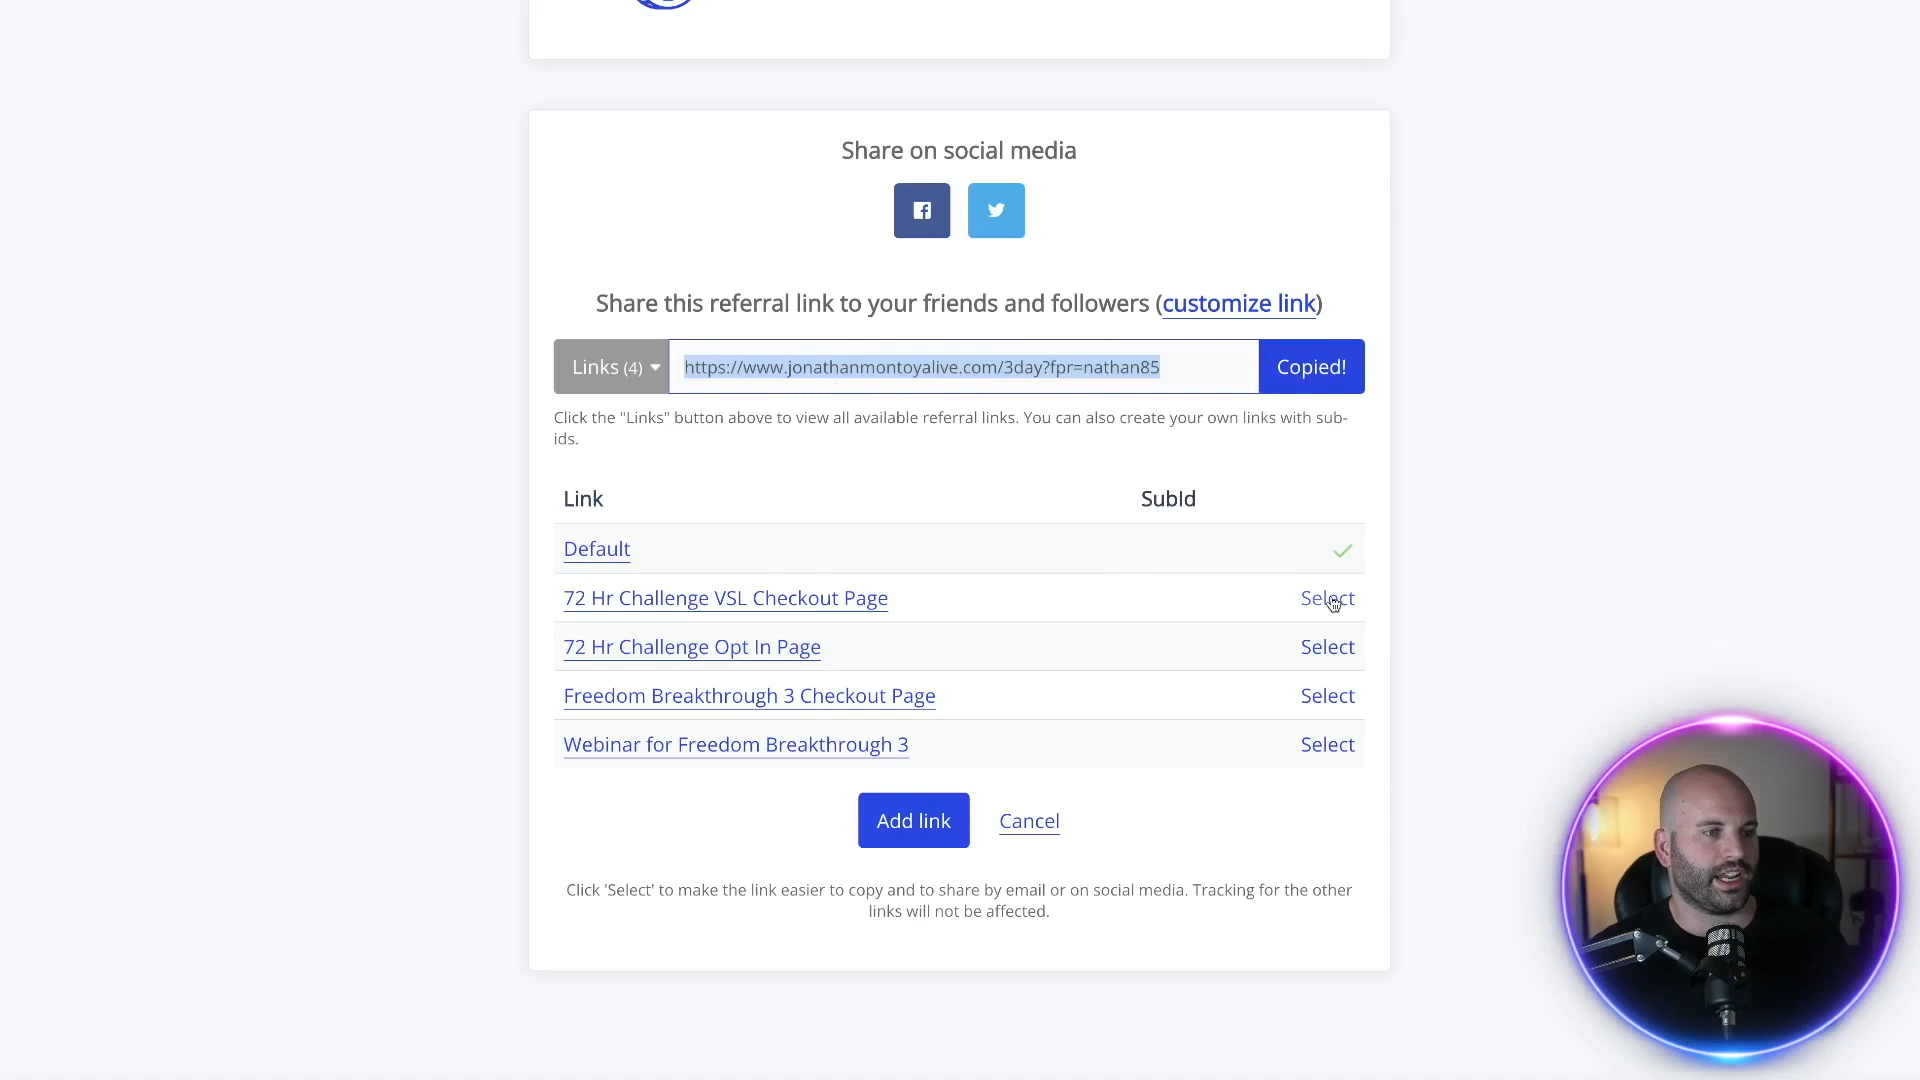 Share on social media
Share this referral link to your friends and followers (customize link)
Links (4)
https://www.jonathanmontoyalive.com/3day?fpr=nathan85
Copied!
Click the "Links" button above to view all available referral links. You can also create your own links with sub-
ids.
Link SubId
Default
72 Hr Challenge VSL Checkout Page Select
72 Hr Challenge Opt In Page Select
Freedom Breakthrough 3 Checkout Page Select
Webinar for Freedom Breakthrough 3 Select
Add link Cancel
Click 'Select' to make the link easier to copy and to share by email or on social media. Tracking for the other
links will not be affected.